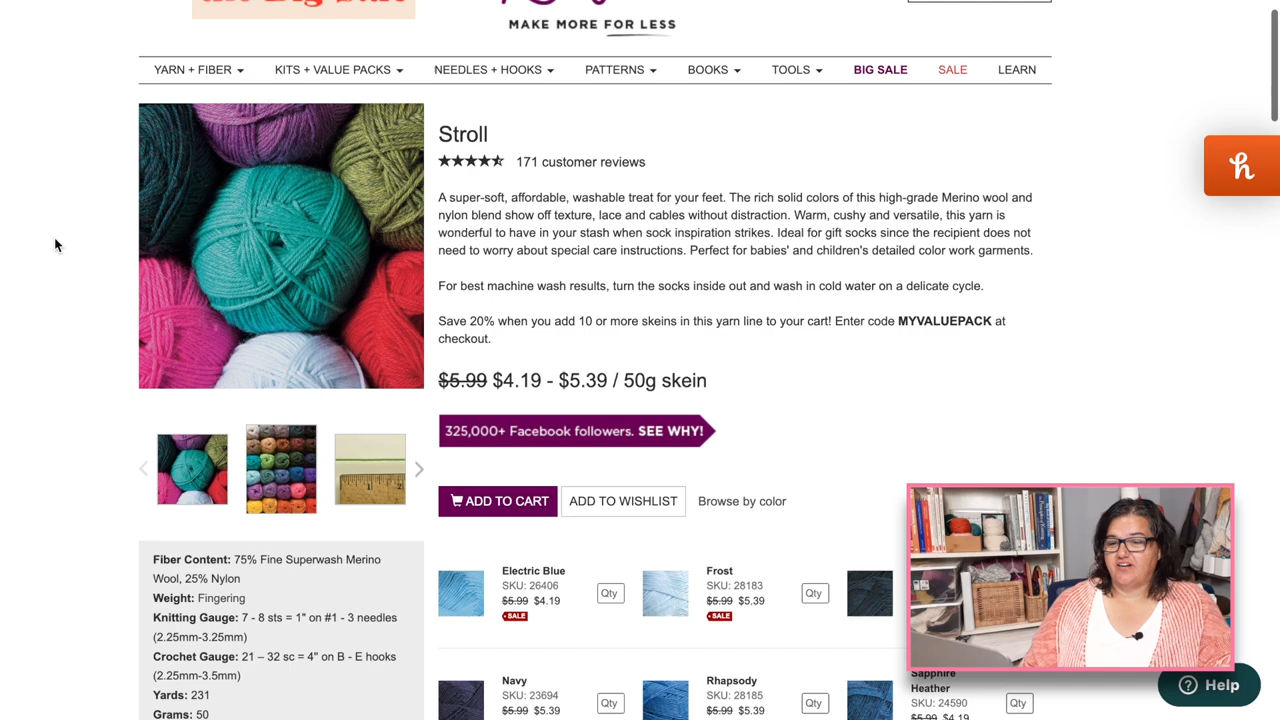 MAKE MORE FOR LESS
YARN + FIBER KITS + VALUE PACKS NEEDLES + HOOKS PATTERNS BOOKS TOOLS BIG SALE SALE LEARN
Stroll
171 customer reviews
A super-soft, affordable, washable treat for your feet. The rich solid colors of this high-grade Merino wool and
nylon blend show off texture, lace and cables without distraction. Warm, cushy and versatile, this yarn is
wonderful to have in your stash when sock inspiration strikes. Ideal for gift socks since the recipient does not
need to worry about special care instructions. Perfect for babies' and children's detailed color work garments.
For best machine wash results, turn the socks inside out and wash in cold water on a delicate cycle.
Save 20% when you add 10 or more skeins in this yarn line to your cart! Enter code MYVALUEPACK at
checkout.
$5.99 $4.19 - $5.39 / 50g skein
325,000+ Facebook followers. SEE WHY!
ADD TO CART ADD TO WISHLIST Browse by color
Fiber Content: 75% Fine Superwash Merino
Wool, 25% Nylon
Weight: Fingering
Knitting Gauge: 7 - 8 sts = 1" on #1 - 3 needles
(2.25mm-3.25mm)
Crochet Gauge: 21 – 32 sc = 4" on B - E hooks
(2.25mm-3.5mm)
Yards: 231
Grams: 50
Electric Blue
SKU: 26406
$5.99 $4.19
SALE
Qty
Frost
SKU: 28183
$5.99 $5.39
SALE
Qty
Navy
SKU: 23694
$5.99 $5.39
Qty
Rhapsody
SKU: 28185
$5.99 $5.39
Qty
Sapphire
Heather
SKU: 24590
$5.99 $4.19
Qty
Help